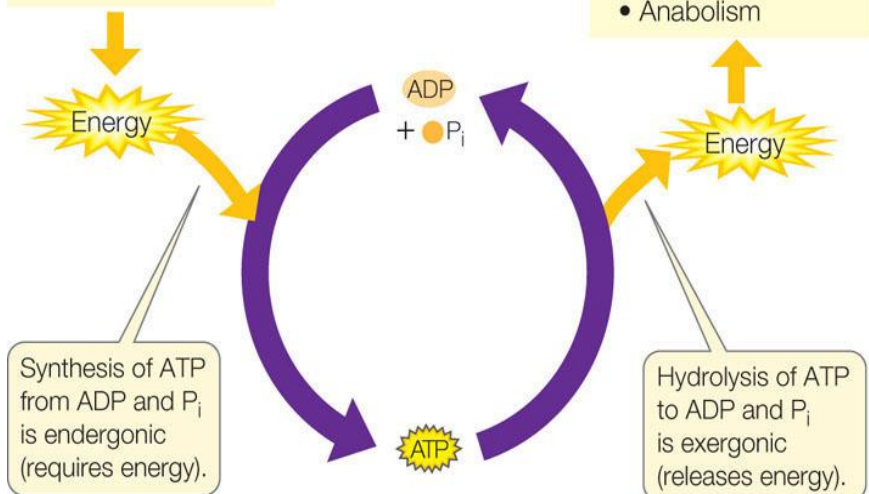 • Anabolism
ADP
+ Pi
Energy
Energy
Synthesis of ATP
from ADP and Pi
is endergonic
(requires energy).
Hydrolysis of ATP
to ADP and Pi
is exergonic
(releases energy).
ATP